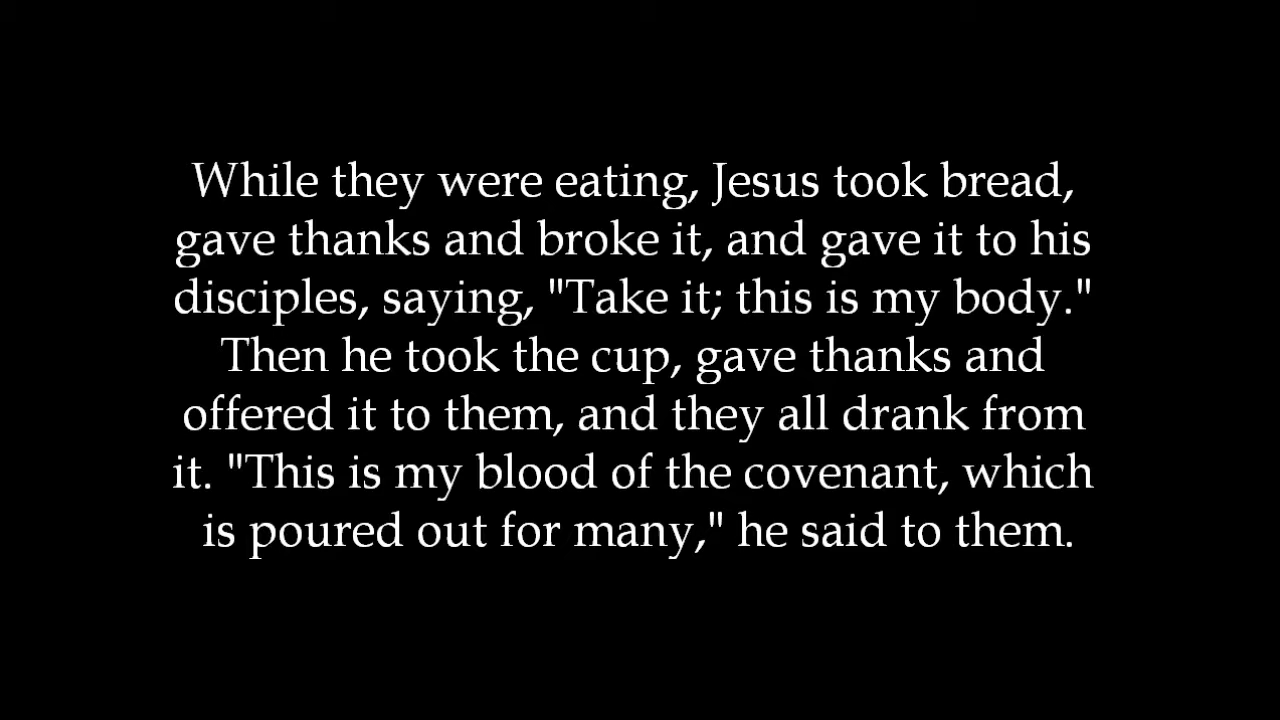 While they were eating, Jesus took bread,
gave thanks and broke it, and gave it to his
disciples, saying, "Take it; this is my body."
Then he took the cup, gave thanks and
offered it to them, and they all drank from
it. "This is my blood of the covenant, which
is poured out for many," he said to them.